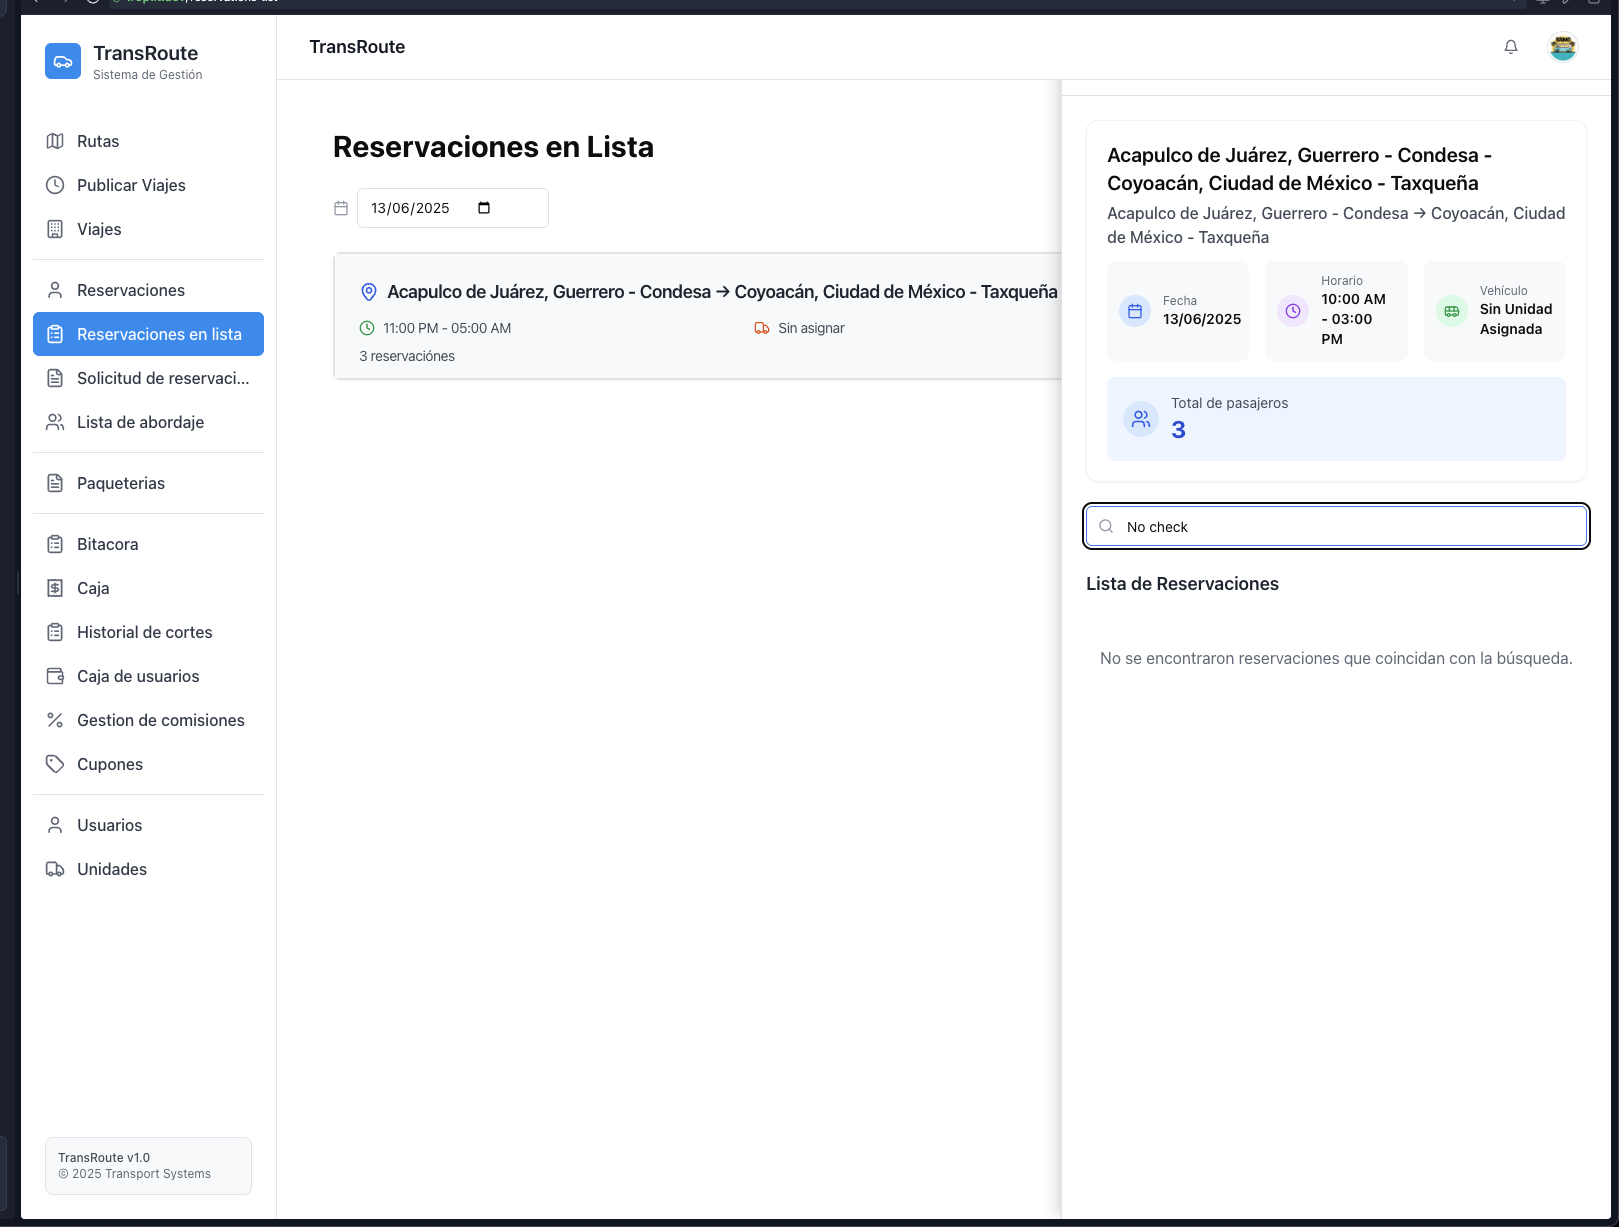 TransRoute
Sistema de Gestión
Rutas
Publicar Viajes
Viajes
Reservaciones
Reservaciones en lista
Solicitud de reservaci...
Lista de abordaje
Paqueterias
Bitacora
Caja
Historial de cortes
Caja de usuarios
Gestion de comisiones
Cupones
Usuarios
Unidades
TransRoute v1.0
© 2025 Transport Systems
TransRoute
Reservaciones en Lista
13/06/2025
Acapulco de Juárez, Guerrero - Condesa → Coyoacán, Ciudad de México - Taxqueña
11:00 PM - 05:00 AM
Sin asignar
3 reservaciónes
Acapulco de Juárez, Guerrero - Condesa -
Coyoacán, Ciudad de México - Taxqueña
Acapulco de Juárez, Guerrero - Condesa → Coyoacán, Ciudad
de México - Taxqueña
Fecha
13/06/2025
Horario
10:00 AM
- 03:00
PM
Vehículo
Sin Unidad
Asignada
Total de pasajeros
3
No check
Lista de Reservaciones
No se encontraron reservaciones que coincidan con la búsqueda.